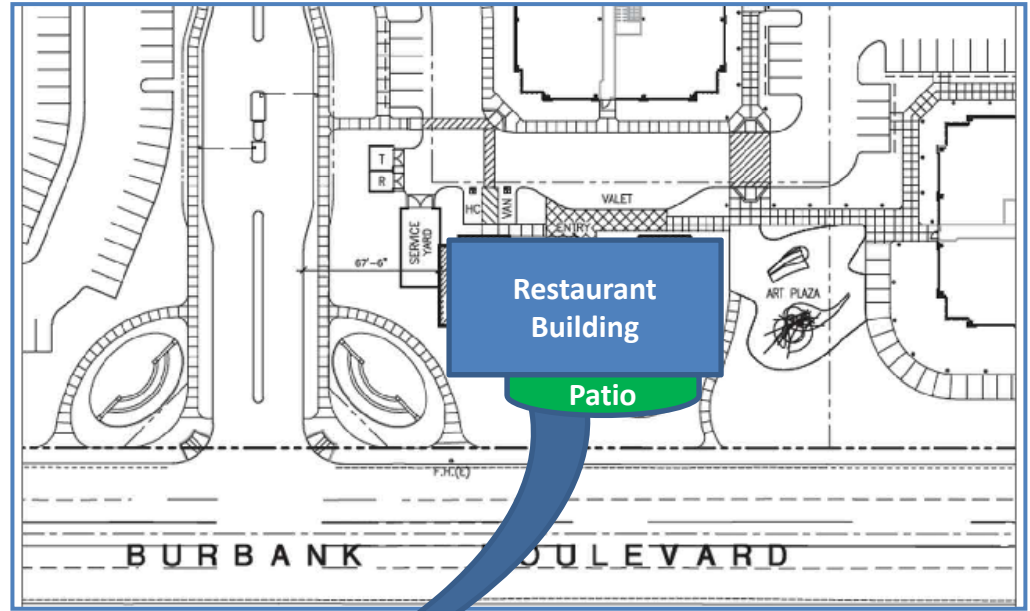 T
R
HC
VAN
VALET
ENTRY
SERVICE
YARD
67'-6"
Restaurant
Building
ART PLAZA
Patio
F.H.(E)
BURBANK OULEVARD